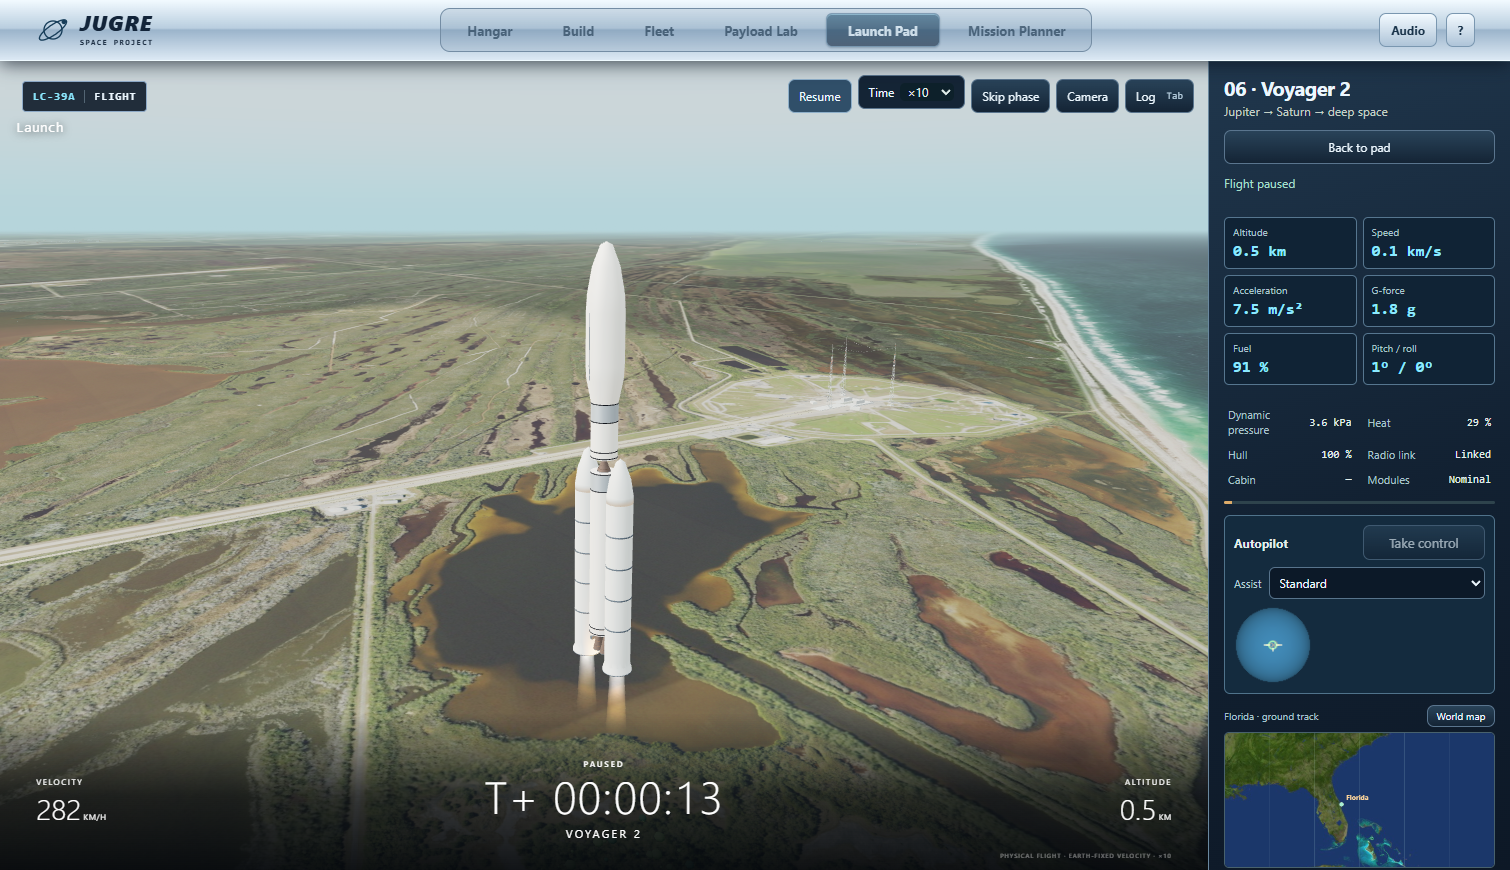 JUGRE
SPACE PROJECT
Hangar
Build
Fleet
Payload Lab
Launch Pad
Mission Planner
Audio
?
LC-39A
FLIGHT
Launch
Resume
Time ×10
Skip phase
Camera
Log Tab
06 · Voyager 2
Jupiter → Saturn → deep space
Back to pad
Flight paused
Altitude
0.5 km
Speed
0.1 km/s
Acceleration
7.5 m/s²
G-force
1.8 g
Fuel
91 %
Pitch / roll
1° / 0°
Dynamic
pressure
3.6 kPa
Heat
29 %
Hull
100 %
Radio link
Linked
Cabin
—
Modules
Nominal
Autopilot
Take control
Assist
Standard
Florida · ground track
World map
Florida
VELOCITY
282 KM/H
PAUSED
T+ 00:00:13
VOYAGER 2
ALTITUDE
0.5 KM
PHYSICAL FLIGHT · EARTH-FIXED VELOCITY · ×10